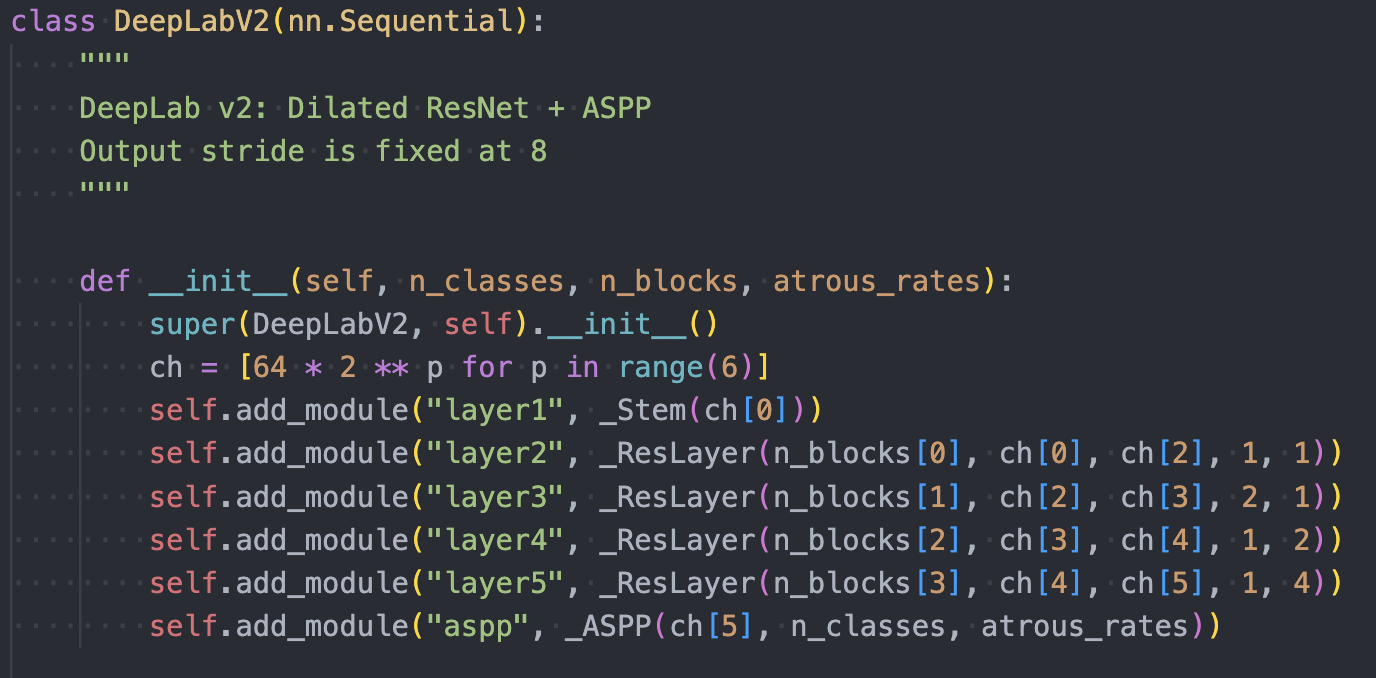 class DeepLabV2(nn.Sequential):
    """
    DeepLab v2: Dilated ResNet + ASPP
    Output stride is fixed at 8
    """

    def __init__(self, n_classes, n_blocks, atrous_rates):
        super(DeepLabV2, self).__init__()
        ch = [64 * 2 ** p for p in range(6)]
        self.add_module("layer1", _Stem(ch[0]))
        self.add_module("layer2", _ResLayer(n_blocks[0], ch[0], ch[2], 1, 1))
        self.add_module("layer3", _ResLayer(n_blocks[1], ch[2], ch[3], 2, 1))
        self.add_module("layer4", _ResLayer(n_blocks[2], ch[3], ch[4], 1, 2))
        self.add_module("layer5", _ResLayer(n_blocks[3], ch[4], ch[5], 1, 4))
        self.add_module("aspp", _ASPP(ch[5], n_classes, atrous_rates))